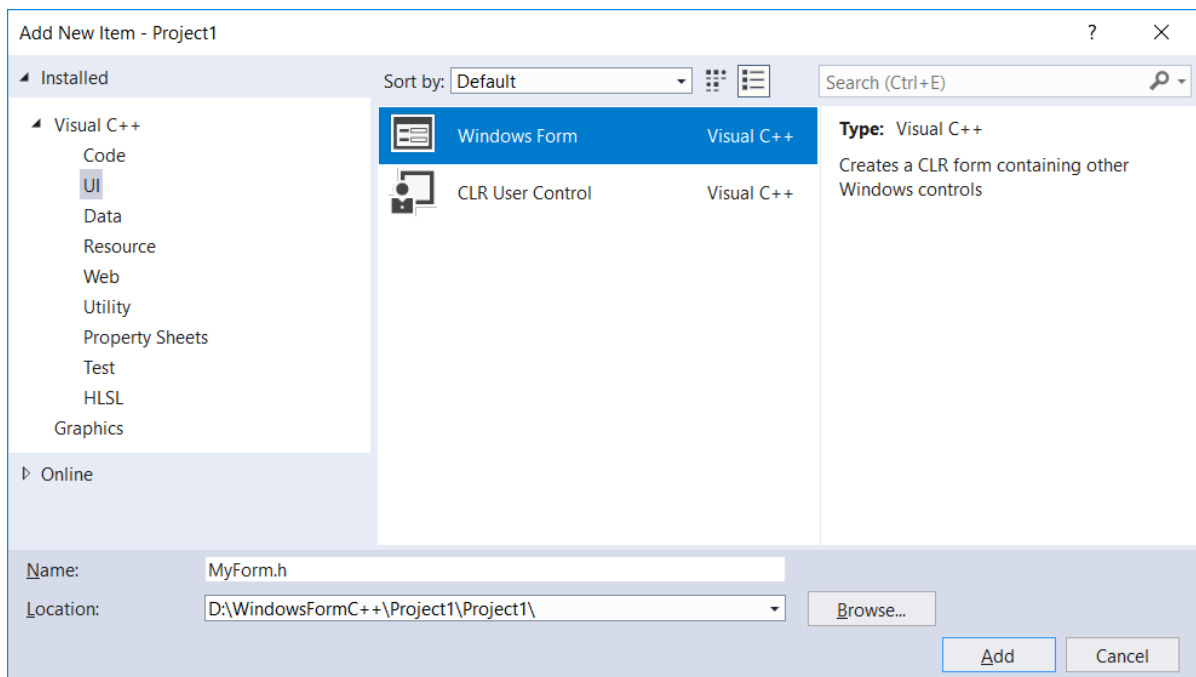 Add New Item - Project1
?
Installed
Sort by: Default
Search (Ctrl+E)
Visual C++
Code
UI
Data
Resource
Web
Utility
Property Sheets
Test
HLSL
Graphics
Online
Windows Form Visual C++
CLR User Control Visual C++
Type: Visual C++
Creates a CLR form containing other
Windows controls
Name: MyForm.h
Location: D:\WindowsFormC++\Project1\Project1\
Browse...
Add Cancel